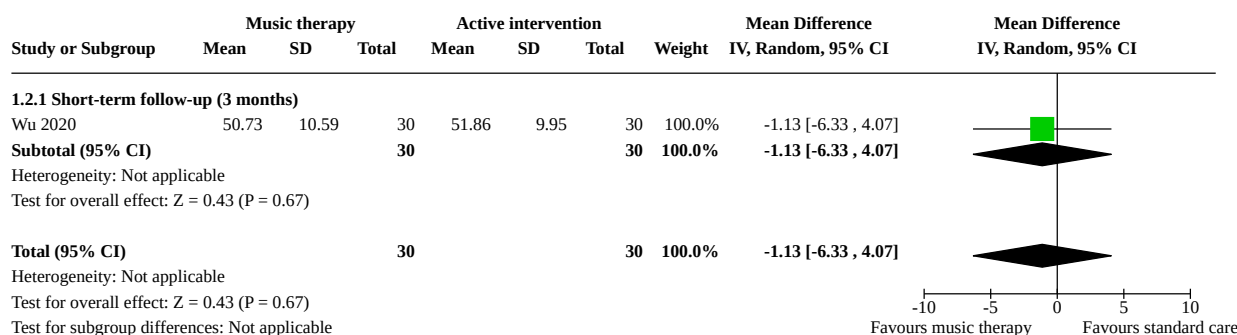 Music therapy Active intervention Mean Difference Mean Difference
Study or Subgroup Mean SD Total Mean SD Total Weight IV, Random, 95% CI IV, Random, 95% CI
1.2.1 Short-term follow-up (3 months)
Wu 2020 50.73 10.59 30 51.86 9.95 30 100.0% -1.13 [-6.33 , 4.07]
Subtotal (95% CI) 30 30 100.0% -1.13 [-6.33 , 4.07]
Heterogeneity: Not applicable
Test for overall effect: Z = 0.43 (P = 0.67)
Total (95% CI) 30 30 100.0% -1.13 [-6.33 , 4.07]
Heterogeneity: Not applicable
Test for overall effect: Z = 0.43 (P = 0.67)
-10 -5 0 5 10
Test for subgroup differences: Not applicable Favours music therapy Favours standard care